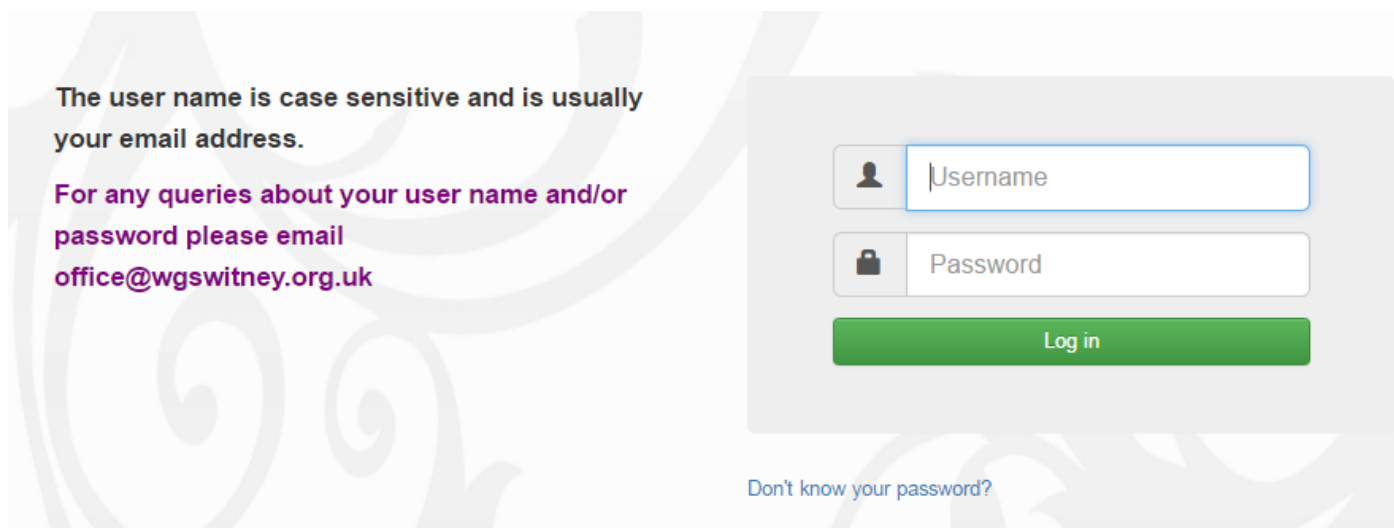 The user name is case sensitive and is usually
your email address.
For any queries about your user name and/or
password please email
office@wgswitney.org.uk
Username
Password
Log in
Don't know your password?